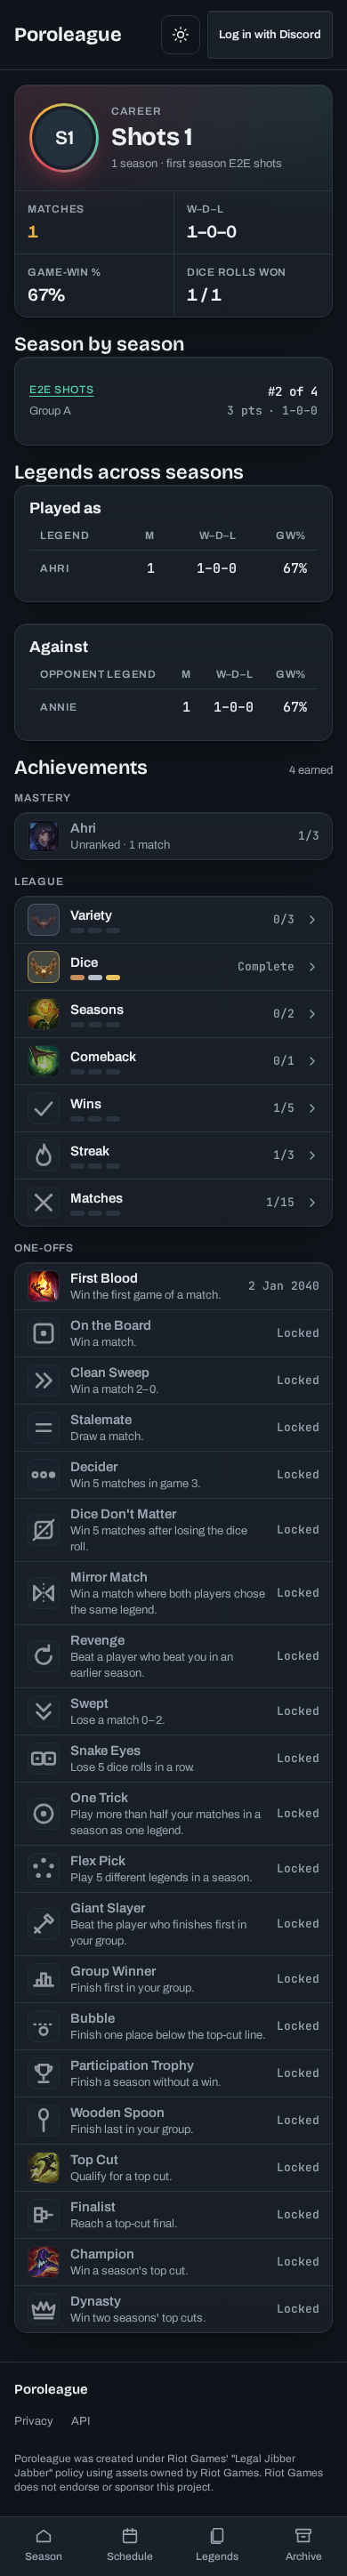 Poroleague
Log in with Discord
S1
CAREER
Shots 1
1 season · first season E2E shots
MATCHES
1
W–D–L
1–0–0
GAME-WIN %
67%
DICE ROLLS WON
1 / 1
Season by season
E2E SHOTS
#2 of 4
Group A
3 pts · 1–0–0
Legends across seasons
Played as
LEGEND M W–D–L GW%
AHRI 1 1–0–0 67%
Against
OPPONENT LEGEND M W–D–L GW%
ANNIE 1 1–0–0 67%
Achievements
4 earned
MASTERY
Ahri
Unranked · 1 match
1/3
LEAGUE
Variety
0/3
Dice
Complete
Seasons
0/2
Comeback
0/1
Wins
1/5
Streak
1/3
Matches
1/15
ONE-OFFS
First Blood
Win the first game of a match.
2 Jan 2040
On the Board
Win a match.
Locked
Clean Sweep
Win a match 2–0.
Locked
Stalemate
Draw a match.
Locked
Decider
Win 5 matches in game 3.
Locked
Dice Don't Matter
Win 5 matches after losing the dice
roll.
Locked
Mirror Match
Win a match where both players chose
the same legend.
Locked
Revenge
Beat a player who beat you in an
earlier season.
Locked
Swept
Lose a match 0–2.
Locked
Snake Eyes
Lose 5 dice rolls in a row.
Locked
One Trick
Play more than half your matches in a
season as one legend.
Locked
Flex Pick
Play 5 different legends in a season.
Locked
Giant Slayer
Beat the player who finishes first in
your group.
Locked
Group Winner
Finish first in your group.
Locked
Bubble
Finish one place below the top-cut line.
Locked
Participation Trophy
Finish a season without a win.
Locked
Wooden Spoon
Finish last in your group.
Locked
Top Cut
Qualify for a top cut.
Locked
Finalist
Reach a top-cut final.
Locked
Champion
Win a season's top cut.
Locked
Dynasty
Win two seasons' top cuts.
Locked
Poroleague
Privacy API
Poroleague was created under Riot Games' "Legal Jibber
Jabber" policy using assets owned by Riot Games. Riot Games
does not endorse or sponsor this project.
Season Schedule Legends Archive